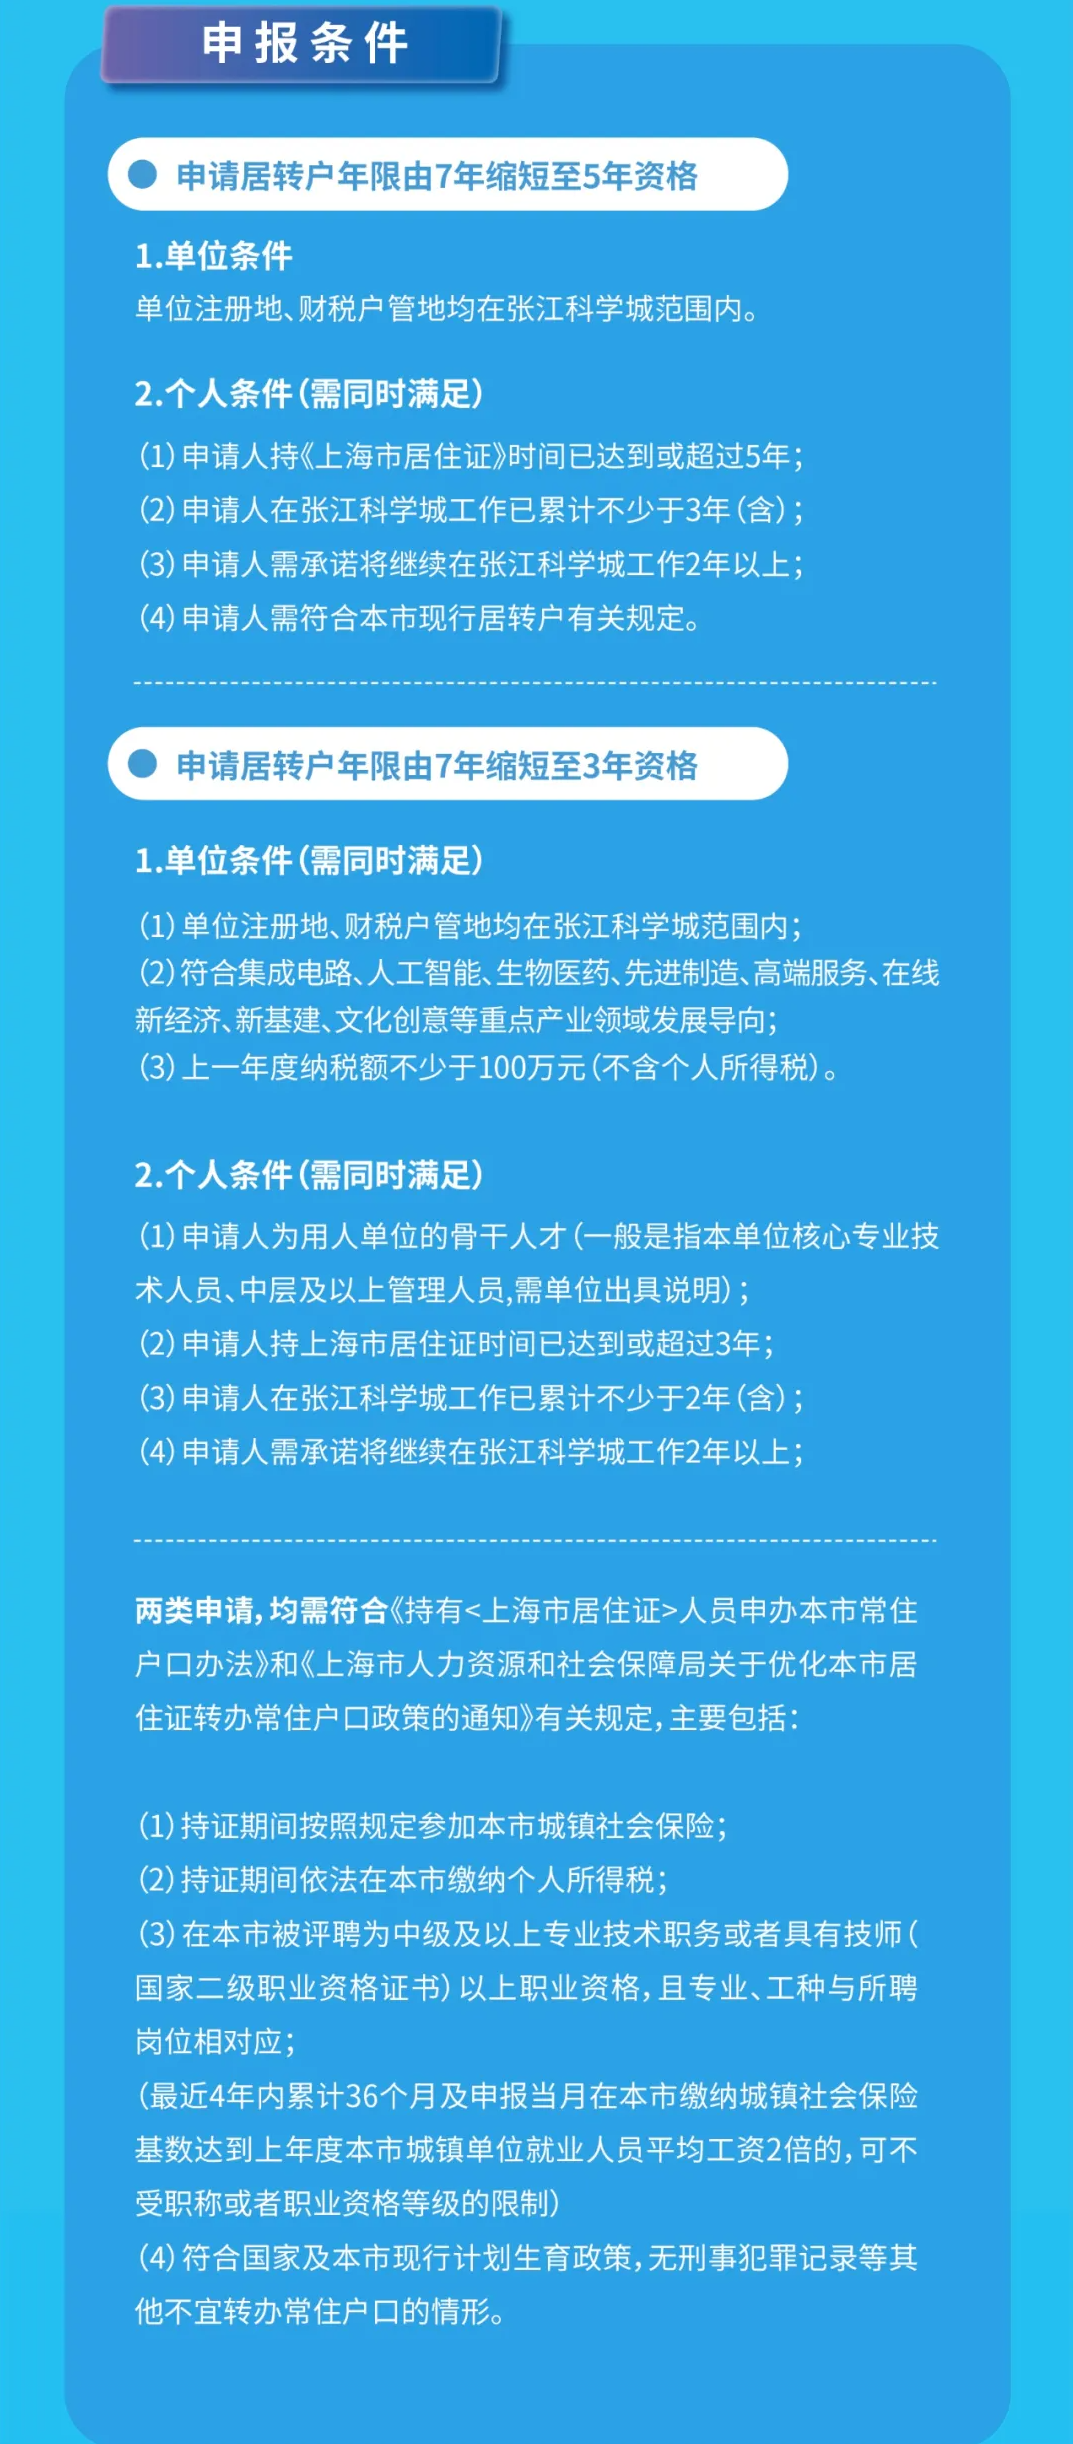 申报条件
申请居转户年限由7年缩短至5年资格
1.单位条件
单位注册地、财税户管地均在张江科学城范围内。
2.个人条件（需同时满足）
（1）申请人持《上海市居住证》时间已达到或超过5年；
（2）申请人在张江科学城工作已累计不少于3年（含）；
（3）申请人需承诺将继续在张江科学城工作2年以上；
（4）申请人需符合本市现行居转户有关规定。
申请居转户年限由7年缩短至3年资格
1.单位条件（需同时满足）
（1）单位注册地、财税户管地均在张江科学城范围内；
（2）符合集成电路、人工智能、生物医药、先进制造、高端服务、在线
新经济、新基建、文化创意等重点产业领域发展导向；
（3）上一年度纳税额不少于100万元（不含个人所得税）。
2.个人条件（需同时满足）
（1）申请人为用人单位的骨干人才（一般是指本单位核心专业技
术人员、中层及以上管理人员,需单位出具说明）；
（2）申请人持上海市居住证时间已达到或超过3年；
（3）申请人在张江科学城工作已累计不少于2年（含）；
（4）申请人需承诺将继续在张江科学城工作2年以上；
两类申请，均需符合《持有<上海市居住证>人员申办本市常住
户口办法》和《上海市人力资源和社会保障局关于优化本市居
住证转办常住户口政策的通知》有关规定，主要包括：
（1）持证期间按照规定参加本市城镇社会保险；
（2）持证期间依法在本市缴纳个人所得税；
（3）在本市被评聘为中级及以上专业技术职务或者具有技师（
国家二级职业资格证书）以上职业资格，且专业、工种与所聘
岗位相对应；
（最近4年内累计36个月及申报当月在本市缴纳城镇社会保险
基数达到上年度本市城镇单位就业人员平均工资2倍的，可不
受职称或者职业资格等级的限制）
（4）符合国家及本市现行计划生育政策，无刑事犯罪记录等其
他不宜转办常住户口的情形。